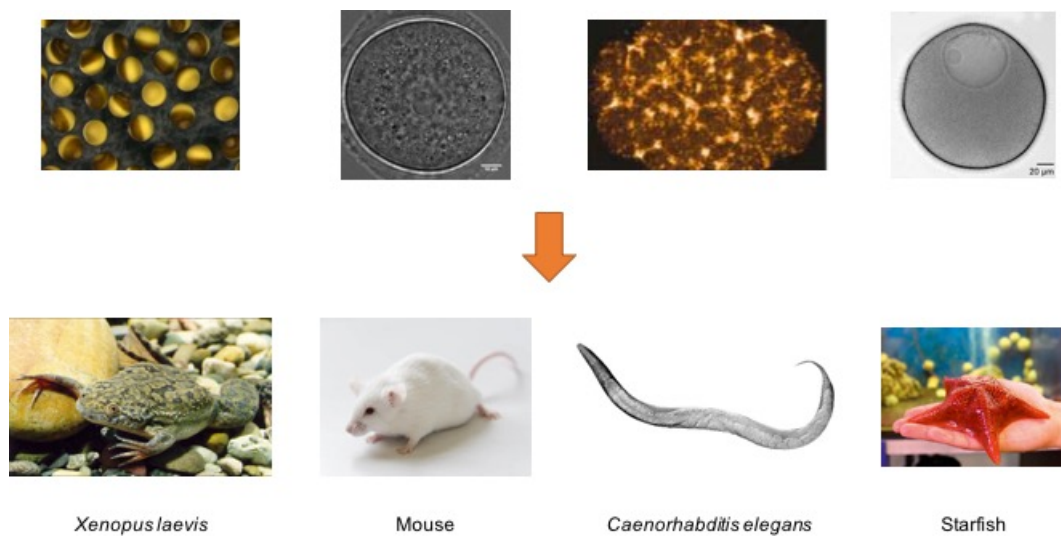 20 μm
Xenopus laevis
Mouse
Caenorhabditis elegans
Starfish